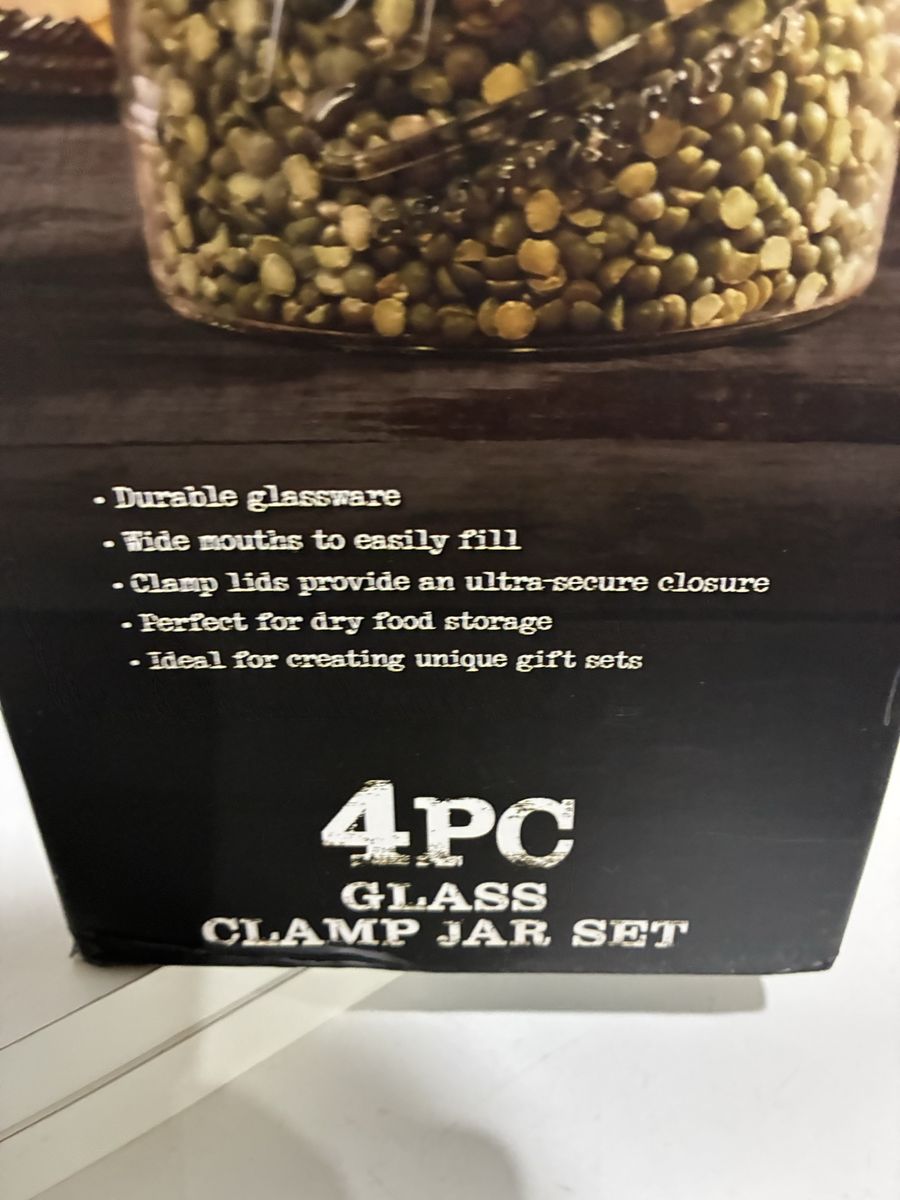 • Durable glassware
• Wide mouths to easily fill
• Clamp lids provide an ultra-secure closure
• Perfect for dry food storage
• Ideal for creating unique gift sets
4PC
GLASS
CLAMP JAR SET